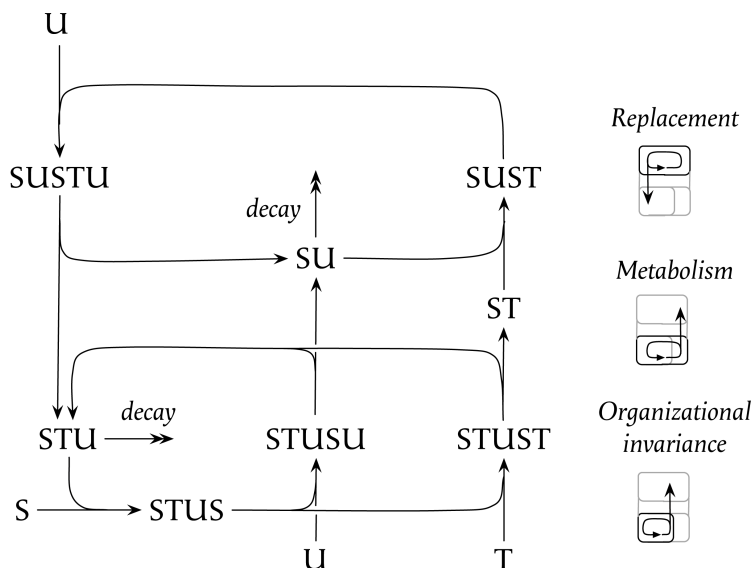 U
Replacement
SUSTU
SUST
decay
SU
Metabolism
ST
decay
Organizational
invariance
STU
STUSU
STUST
S
STUS
U
T